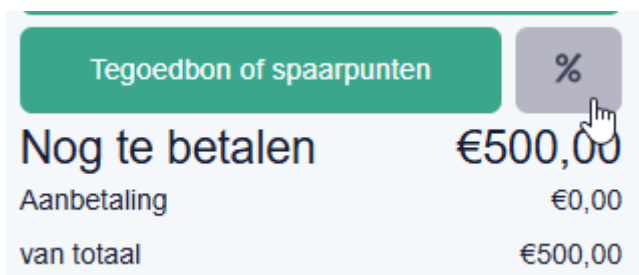 Tegoedbon of spaarpunten %
Nog te betalen €500,00
Aanbetaling €0,00
van totaal €500,00